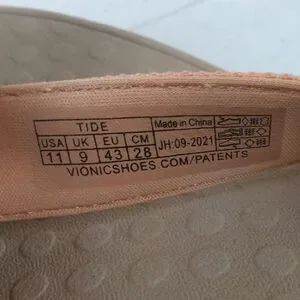 TIDE
Made in China
USA UK EU CM
11 9 43 28
JH:09-2021
VIONICSHOES.COM/PATENTS